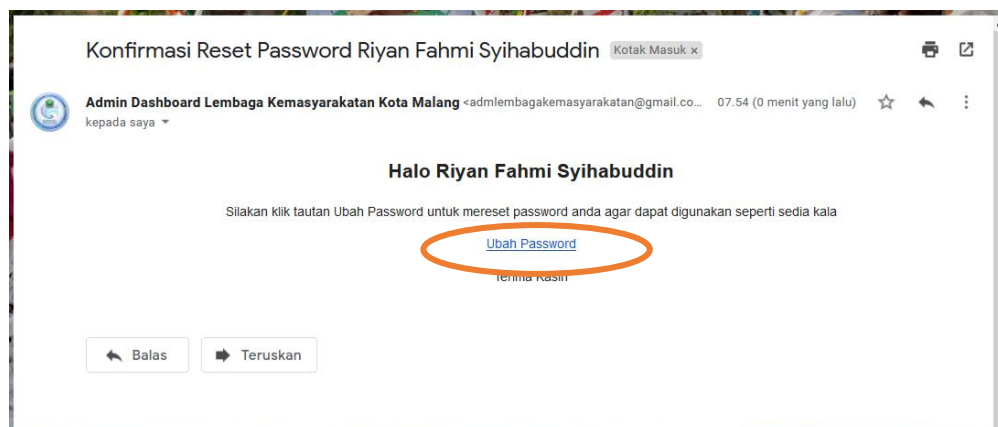 Konfirmasi Reset Password Riyan Fahmi Syihabuddin Kotak Masuk x
Admin Dashboard Lembaga Kemasyarakatan Kota Malang <admlembagakemasyarakatan@gmail.co... 07.54 (0 menit yang lalu)
kepada saya
Halo Riyan Fahmi Syihabuddin
Silakan klik tautan Ubah Password untuk mereset password anda agar dapat digunakan seperti sedia kala
Ubah Password
Terima Kasih
Balas Teruskan